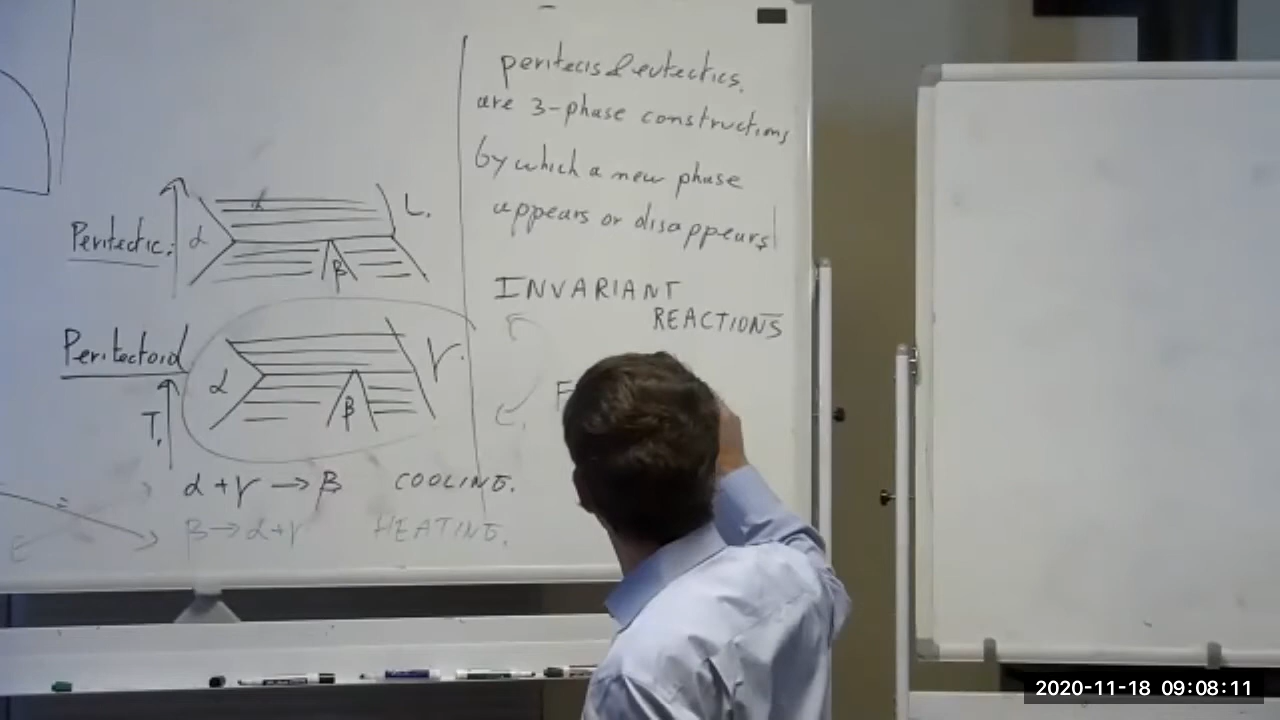 peritecis & eutectics.
are 3-phase constructions
by which a new phase
appears or disappears
INVARIANT
REACTIONS
F
Peritectic:
α
L.
β
Peritectoid
α
γ.
β
T.
α + γ → β COOLING.
β → α + γ HEATING.
2020-11-18 09:08:11